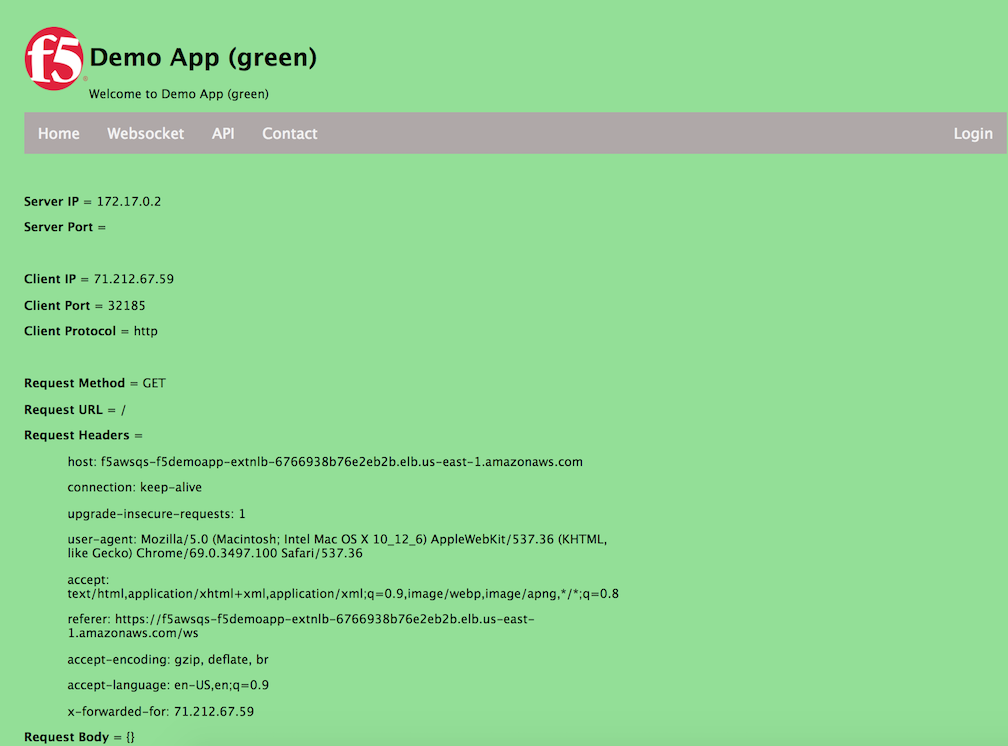 f5
Demo App (green)
Welcome to Demo App (green)
Home Websocket API Contact Login
Server IP = 172.17.0.2
Server Port =
Client IP = 71.212.67.59
Client Port = 32185
Client Protocol = http
Request Method = GET
Request URL = /
Request Headers =
host: f5awsqs-f5demoapp-extnlb-6766938b76e2eb2b.elb.us-east-1.amazonaws.com
connection: keep-alive
upgrade-insecure-requests: 1
user-agent: Mozilla/5.0 (Macintosh; Intel Mac OS X 10_12_6) AppleWebKit/537.36 (KHTML,
like Gecko) Chrome/69.0.3497.100 Safari/537.36
accept:
text/html,application/xhtml+xml,application/xml;q=0.9,image/webp,image/apng,*/*;q=0.8
referer: https://f5awsqs-f5demoapp-extnlb-6766938b76e2eb2b.elb.us-east-
1.amazonaws.com/ws
accept-encoding: gzip, deflate, br
accept-language: en-US,en;q=0.9
x-forwarded-for: 71.212.67.59
Request Body = {}